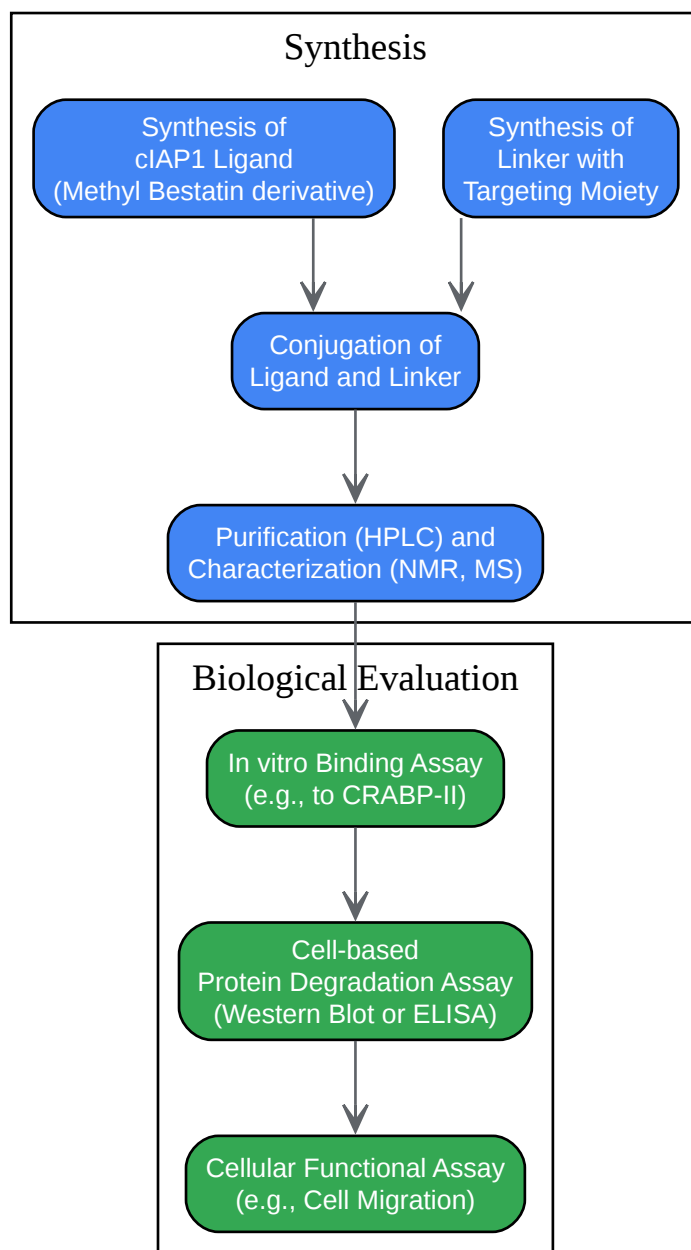 Synthesis
Synthesis of
cIAP1 Ligand
(Methyl Bestatin derivative)
Synthesis of
Linker with
Targeting Moiety
Conjugation of
Ligand and Linker
Purification (HPLC) and
Characterization (NMR, MS)
Biological Evaluation
In vitro Binding Assay
(e.g., to CRABP-II)
Cell-based
Protein Degradation Assay
(Western Blot or ELISA)
Cellular Functional Assay
(e.g., Cell Migration)